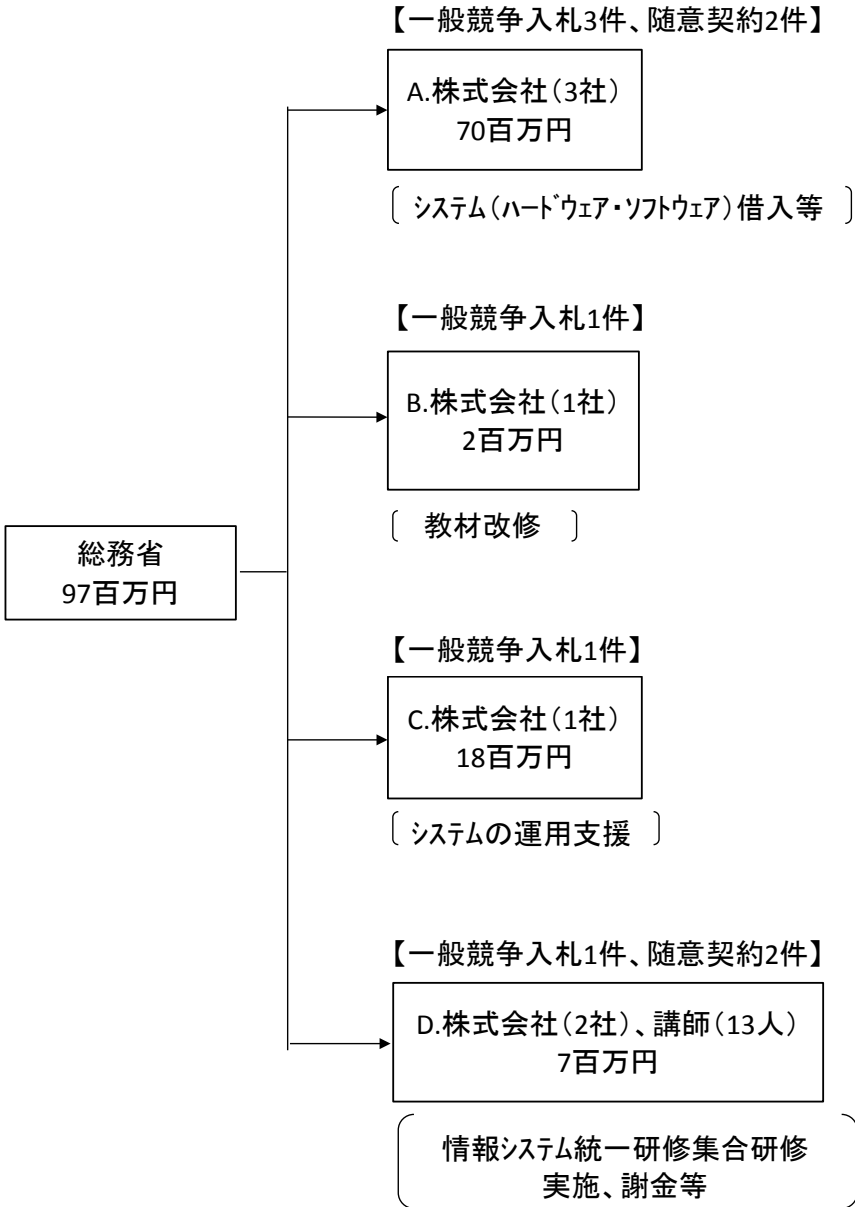 【一般競争入札3件、随意契約2件】
A.株式会社（3社）
70百万円
〔 システム（ハードウェア・ソフトウェア）借入等 〕
【一般競争入札1件】
B.株式会社（1社）
2百万円
〔 教材改修 〕
総務省
97百万円
【一般競争入札1件】
C.株式会社（1社）
18百万円
〔 システムの運用支援 〕
【一般競争入札1件、随意契約2件】
D.株式会社（2社）、講師（13人）
7百万円
情報システム統一研修集合研修
実施、謝金等